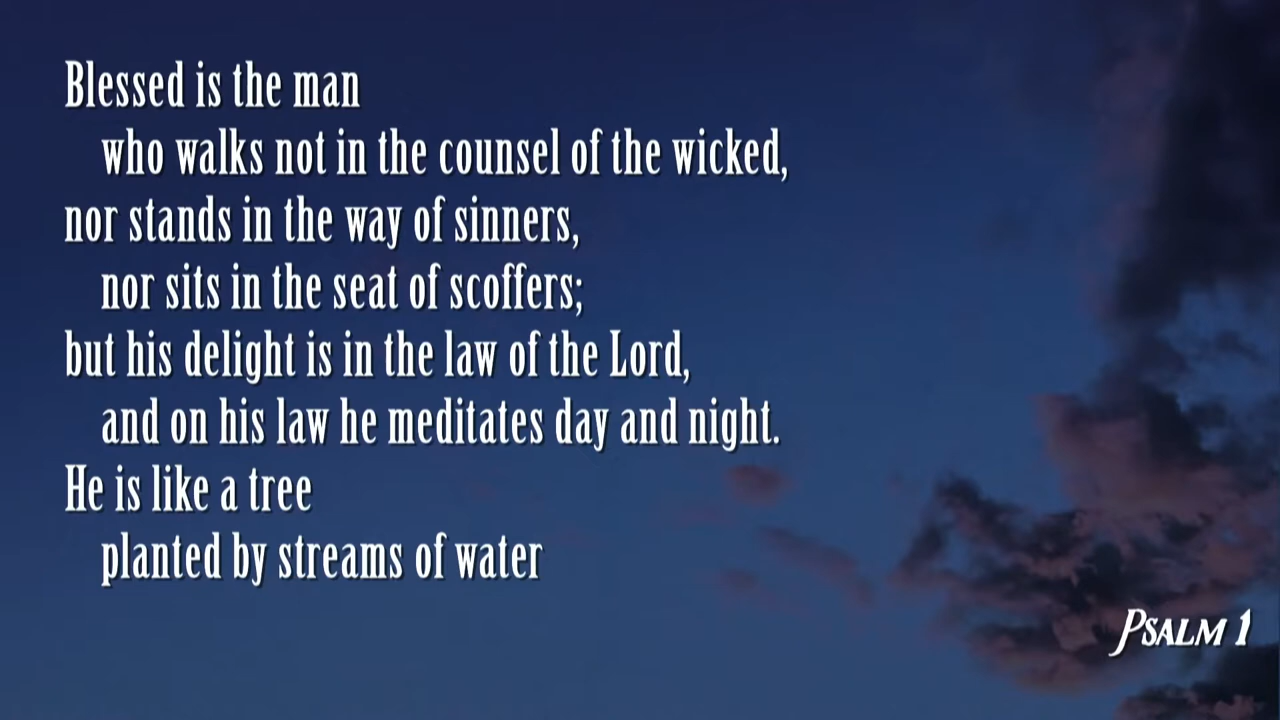 Blessed is the man
who walks not in the counsel of the wicked,
nor stands in the way of sinners,
nor sits in the seat of scoffers;
but his delight is in the law of the Lord,
and on his law he meditates day and night.
He is like a tree
planted by streams of water
Psalm 1